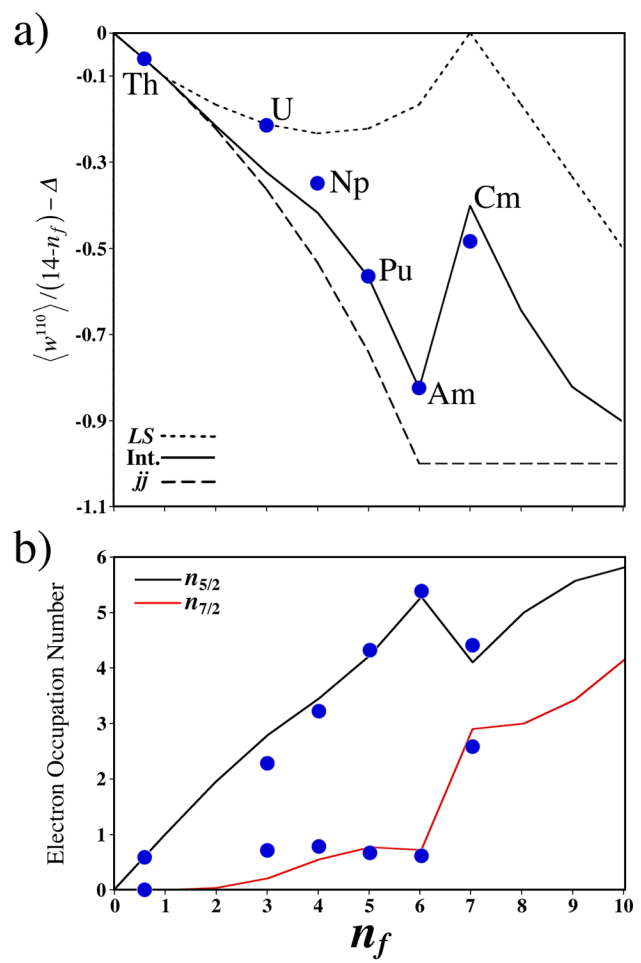 a)
0
-0.1
-0.3
-0.5
-0.7
-0.9
-1.1
⟨w¹¹⁰⟩/(14-n_f) – Δ
Th
U
Np
Pu
Am
Cm
LS
Int.
jj
b)
6
5
4
3
2
1
0
Electron Occupation Number
n5/2
n7/2
0 1 2 3 4 5 6 7 8 9 10
n_f